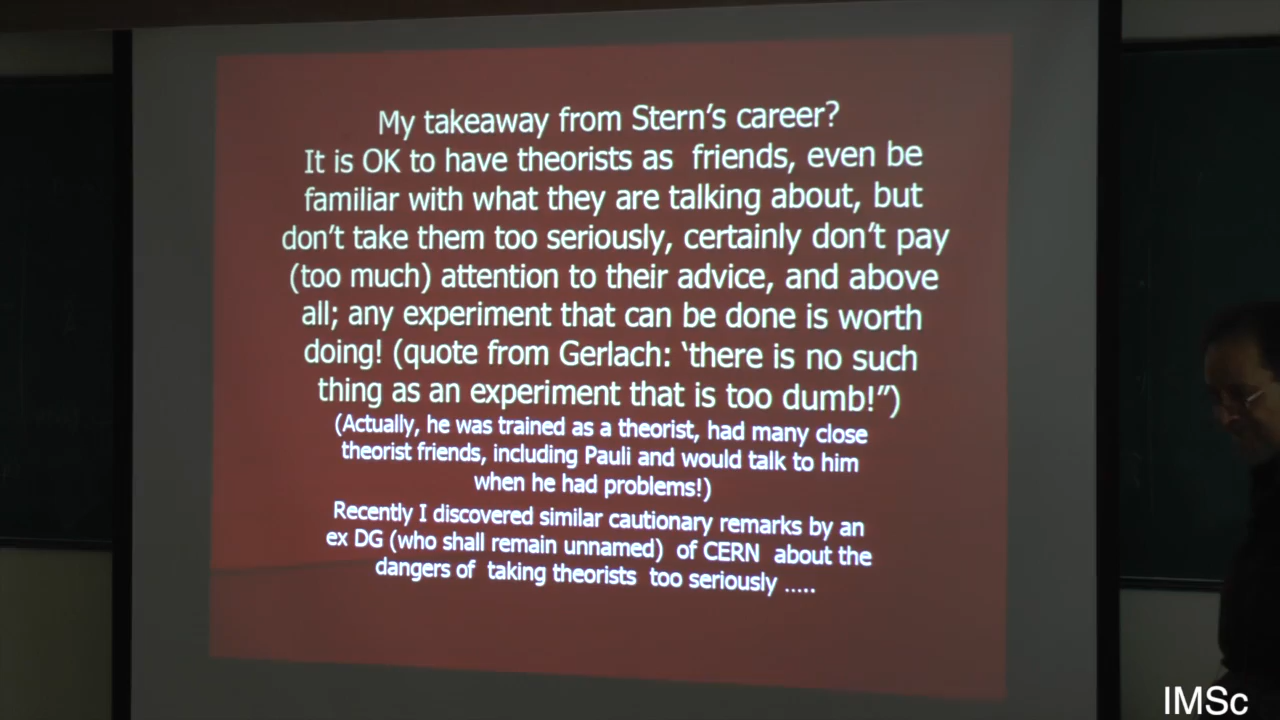 My takeaway from Stern's career?
It is OK to have theorists as friends, even be
familiar with what they are talking about, but
don't take them too seriously, certainly don't pay
(too much) attention to their advice, and above
all; any experiment that can be done is worth
doing! (quote from Gerlach: 'there is no such
thing as an experiment that is too dumb!")
(Actually, he was trained as a theorist, had many close
theorist friends, including Pauli and would talk to him
when he had problems!)
Recently I discovered similar cautionary remarks by an
ex DG (who shall remain unnamed) of CERN about the
dangers of taking theorists too seriously .....
IMSc